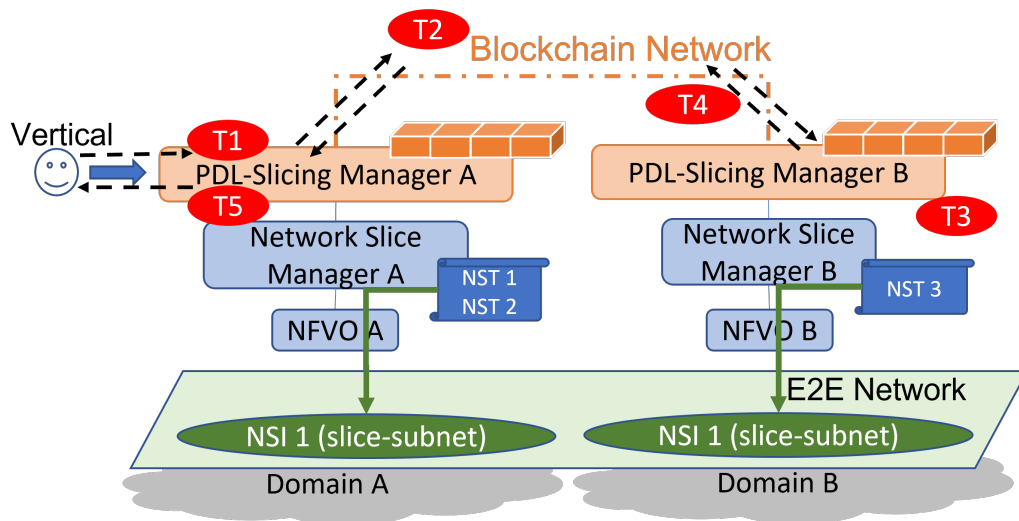 T2
Blockchain Network
T4
Vertical
T1
PDL-Slicing Manager A
PDL-Slicing Manager B
T5
T3
Network Slice
Manager A
Network Slice
Manager B
NST 1
NST 2
NST 3
NFVO A
NFVO B
E2E Network
NSI 1 (slice-subnet)
NSI 1 (slice-subnet)
Domain A
Domain B